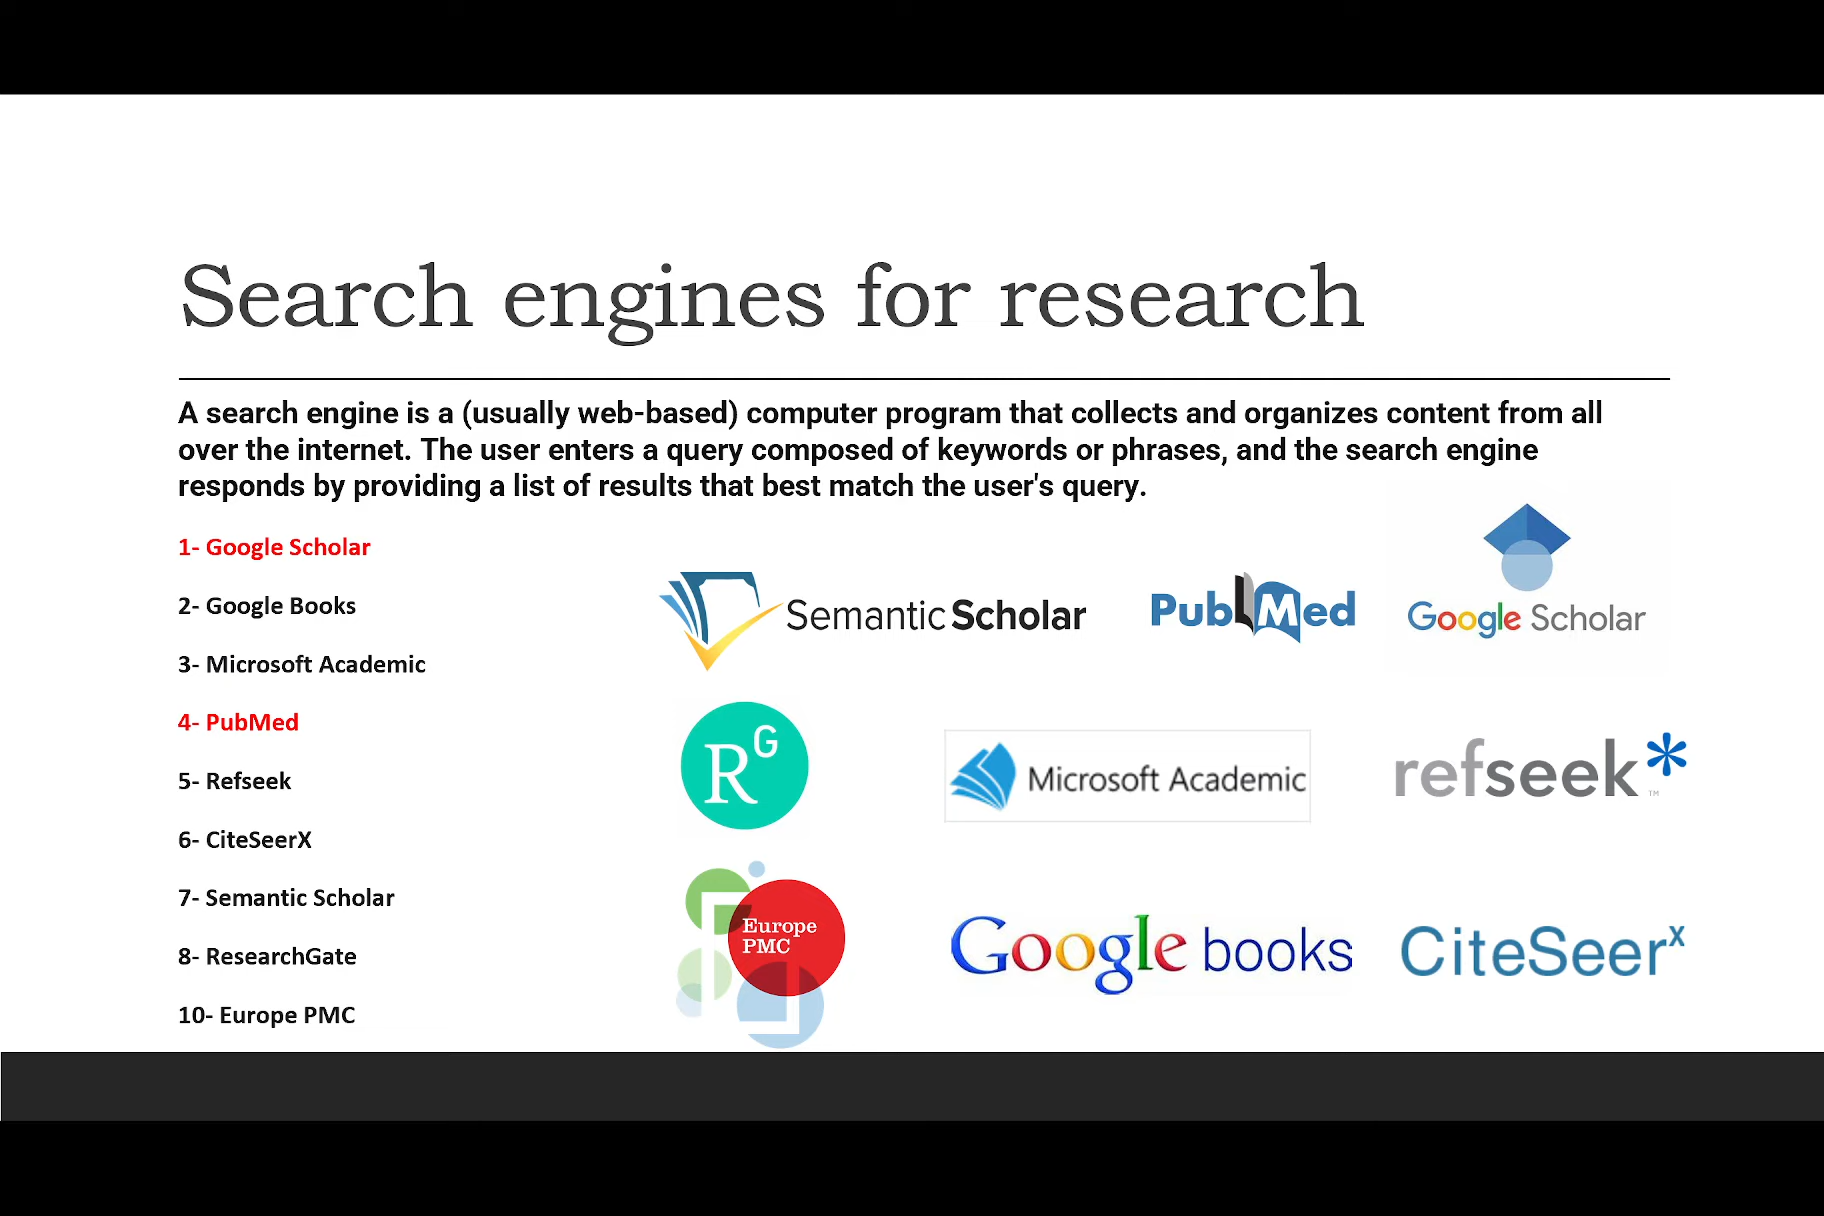 Search engines for research
A search engine is a (usually web-based) computer program that collects and organizes content from all
over the internet. The user enters a query composed of keywords or phrases, and the search engine
responds by providing a list of results that best match the user's query.
1- Google Scholar
2- Google Books
3- Microsoft Academic
4- PubMed
5- Refseek
6- CiteSeerX
7- Semantic Scholar
8- ResearchGate
10- Europe PMC
Semantic Scholar
PubMed
Google Scholar
RG
Microsoft Academic
refseek*
TM
Europe
PMC
Google books
CiteSeerx